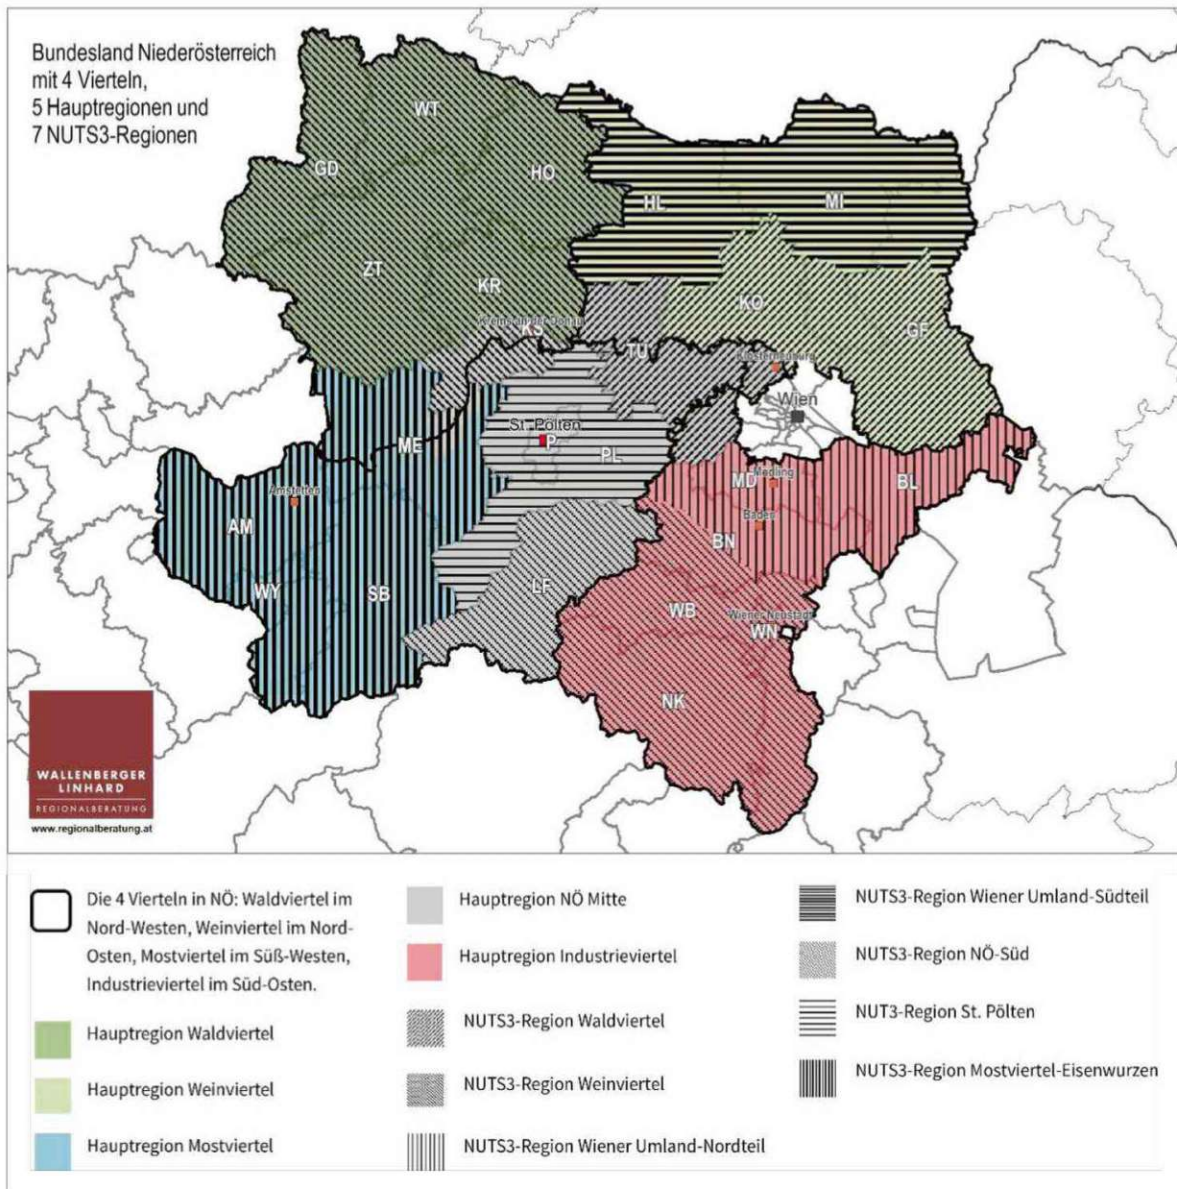 Bundesland Niederösterreich
mit 4 Vierteln,
5 Hauptregionen und
7 NUTS3-Regionen
WT
GD
HO
HL
MI
ZT
KR
KO
GF
KS
TU
Klosterneuburg
Wien
St. Pölten
P
ME
PL
MD
Mödling
BL
Amstetten
AM
Baden
BN
WY
SB
LF
WB
Wiener Neustadt
WN
NK
WALLENBERGER
LINHARD
REGIONALBERATUNG
www.regionalberatung.at
Die 4 Vierteln in NÖ: Waldviertel im
Nord-Westen, Weinviertel im Nord-
Osten, Mostviertel im Süß-Westen,
Industrieviertel im Süd-Osten.
Hauptregion Waldviertel
Hauptregion Weinviertel
Hauptregion Mostviertel
Hauptregion NÖ Mitte
Hauptregion Industrieviertel
NUTS3-Region Waldviertel
NUTS3-Region Weinviertel
NUTS3-Region Wiener Umland-Nordteil
NUTS3-Region Wiener Umland-Südteil
NUTS3-Region NÖ-Süd
NUT3-Region St. Pölten
NUTS3-Region Mostviertel-Eisenwurzen